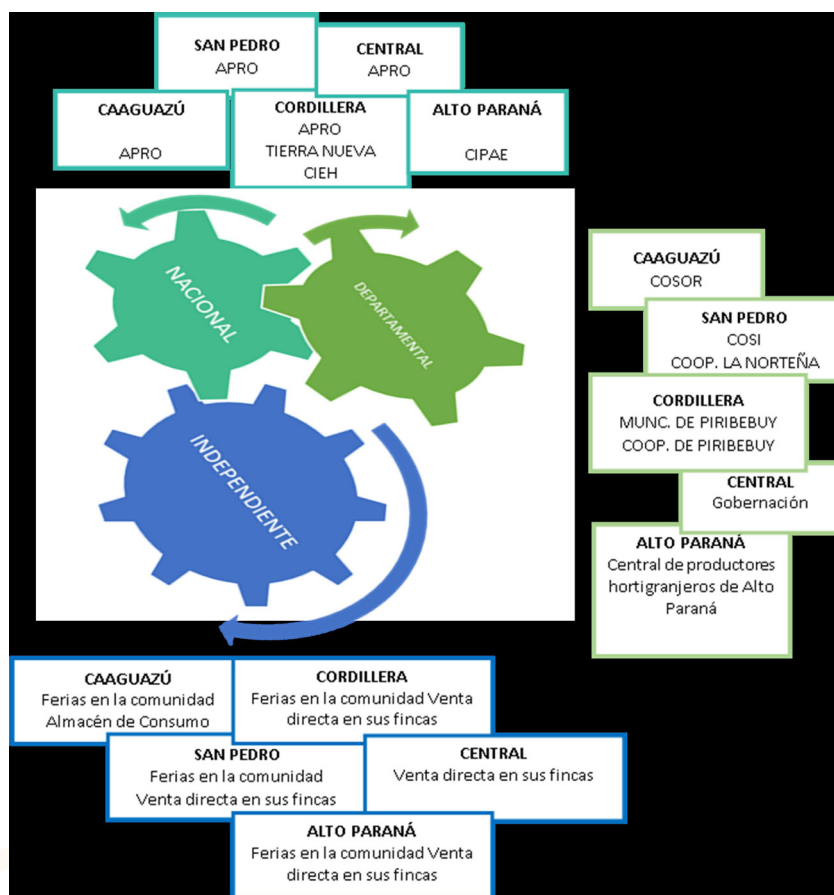 SAN PEDRO
APRO
CENTRAL
APRO
CAAGUAZÚ
APRO
CORDILLERA
APRO
TIERRA NUEVA
CIEH
ALTO PARANÁ
CIPAE
NACIONAL
DEPARTAMENTAL
INDEPENDIENTE
CAAGUAZÚ
COSOR
SAN PEDRO
COSI
COOP. LA NORTEÑA
CORDILLERA
MUNC. DE PIRIBEBUY
COOP. DE PIRIBEBUY
CENTRAL
Gobernación
ALTO PARANÁ
Central de productores
hortigranjeros de Alto
Paraná
CAAGUAZÚ
Ferias en la comunidad
Almacén de Consumo
CORDILLERA
Ferias en la comunidad Venta
directa en sus fincas
SAN PEDRO
Ferias en la comunidad
Venta directa en sus fincas
CENTRAL
Venta directa en sus fincas
ALTO PARANÁ
Ferias en la comunidad Venta
directa en sus fincas